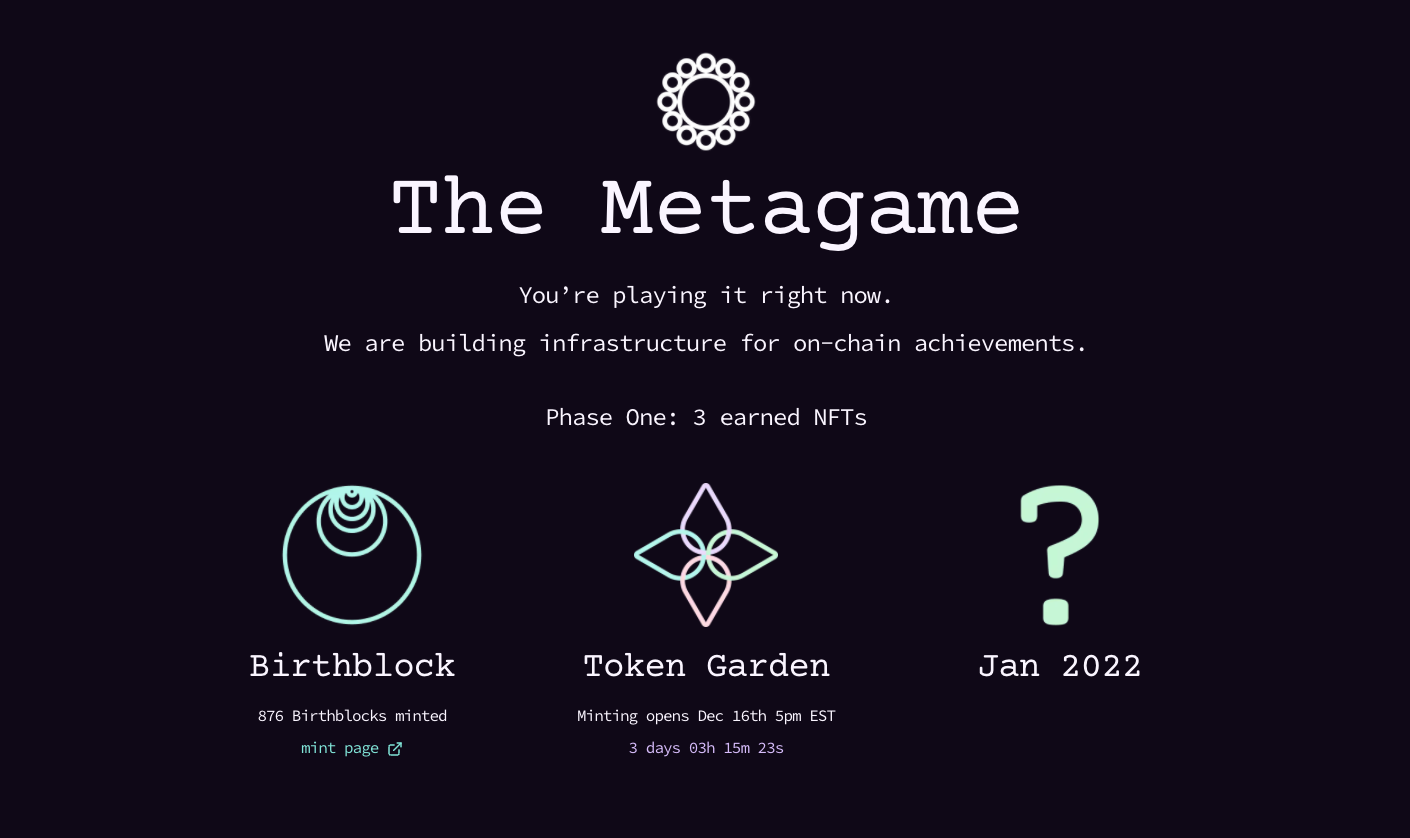 The Metagame
You’re playing it right now.
We are building infrastructure for on-chain achievements.
Phase One: 3 earned NFTs
?
Birthblock
Token Garden
Jan 2022
876 Birthblocks minted
Minting opens Dec 16th 5pm EST
mint page
3 days 03h 15m 23s